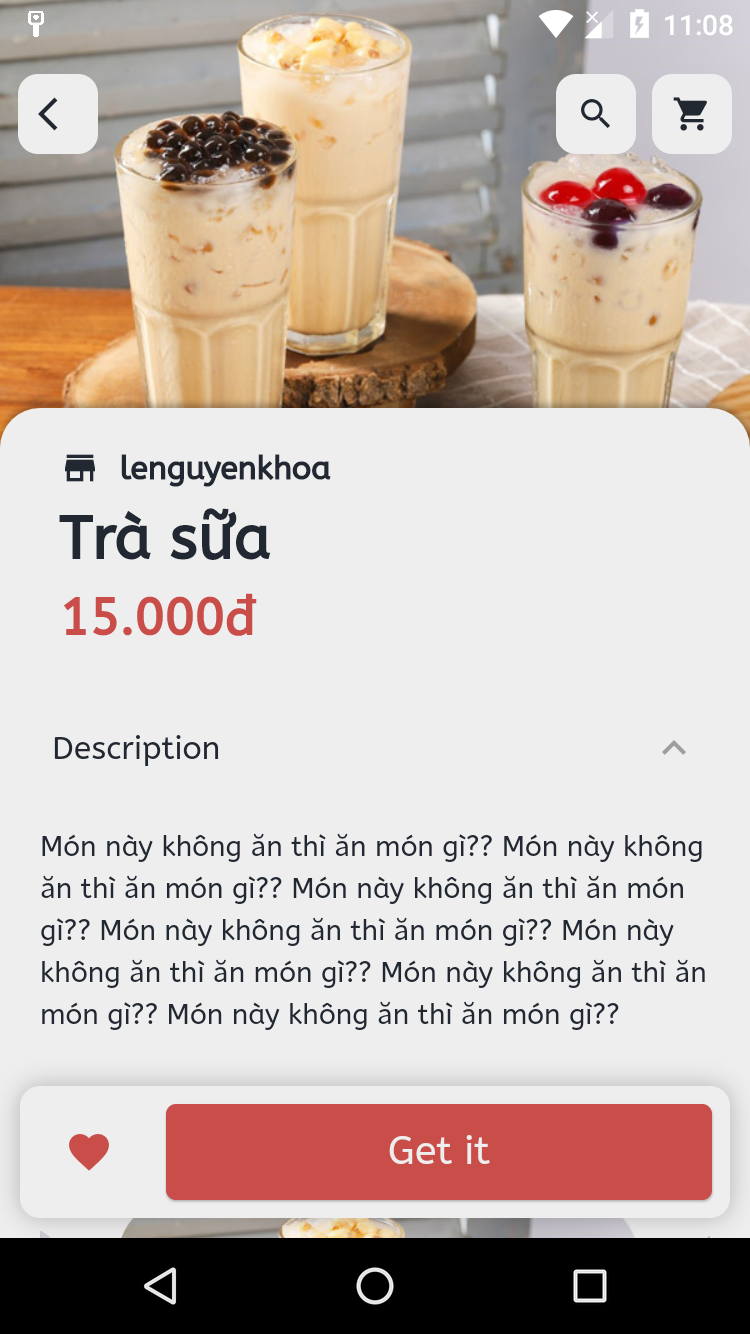 11:08
lenguyenkhoa
Trà sữa
15.000đ
Description
Món này không ăn thì ăn món gì?? Món này không
ăn thì ăn món gì?? Món này không ăn thì ăn món
gì?? Món này không ăn thì ăn món gì?? Món này
không ăn thì ăn món gì?? Món này không ăn thì ăn
món gì?? Món này không ăn thì ăn món gì??
Get it